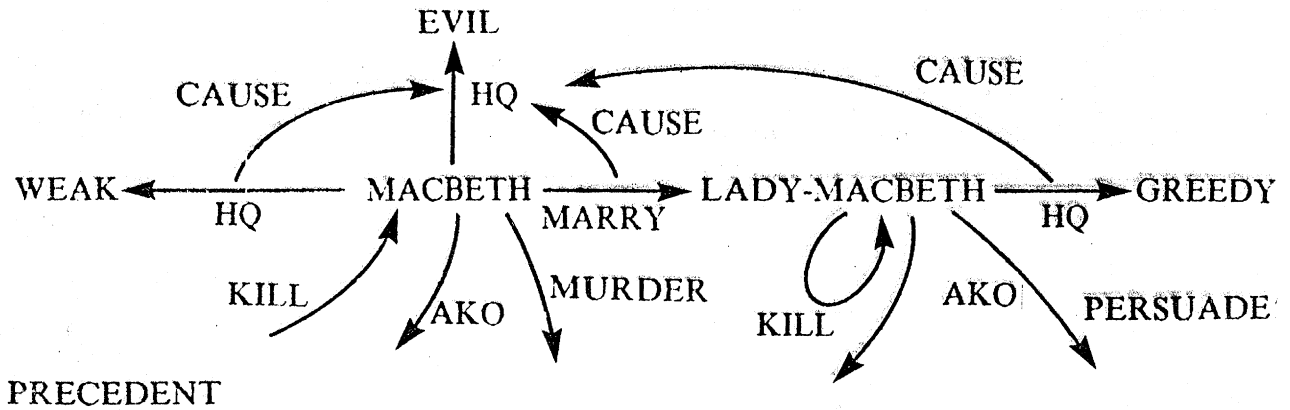 EVIL
CAUSE
HQ
CAUSE
CAUSE
WEAK
HQ
MACBETH
MARRY
LADY-MACBETH
HQ
GREEDY
KILL
AKO
MURDER
KILL
AKO
PERSUADE
PRECEDENT